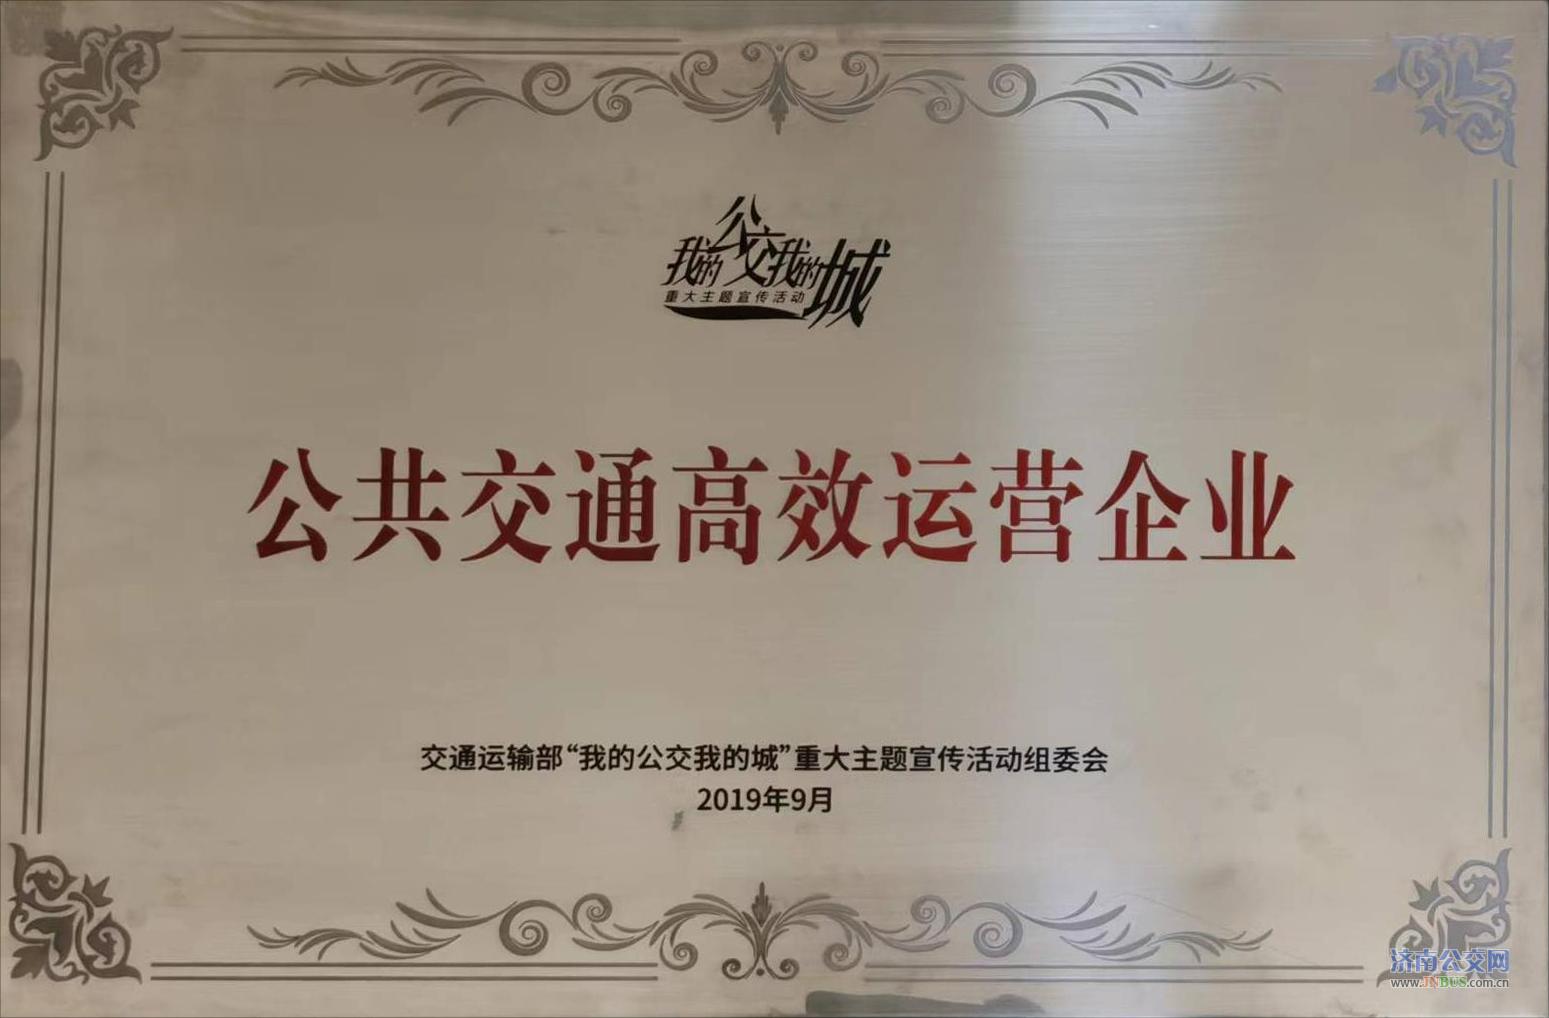 我的公交我的城
重大主题宣传活动
公共交通高效运营企业
交通运输部“我的公交我的城”重大主题宣传活动组委会
2019年9月
济南公交网
www.JNBUS.com.cn